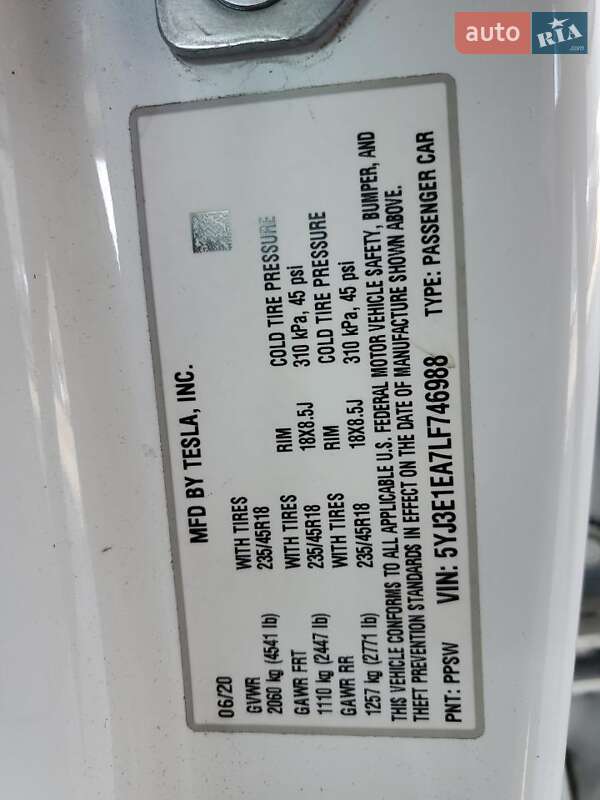 auto RIA.com
MFD BY TESLA, INC.
06/20
GVWR WITH TIRES RIM COLD TIRE PRESSURE
2060 kg (4541 lb) 235/45R18 18X8.5J 310 kPa, 45 psi
GAWR FRT WITH TIRES RIM COLD TIRE PRESSURE
1110 kg (2447 lb) 235/45R18 18X8.5J 310 kPa, 45 psi
GAWR RR WITH TIRES
1257 kg (2771 lb) 235/45R18
THIS VEHICLE CONFORMS TO ALL APPLICABLE U.S. FEDERAL MOTOR VEHICLE SAFETY, BUMPER, AND
THEFT PREVENTION STANDARDS IN EFFECT ON THE DATE OF MANUFACTURE SHOWN ABOVE.
PNT: PPSW VIN: 5YJ3E1EA7LF746988 TYPE: PASSENGER CAR